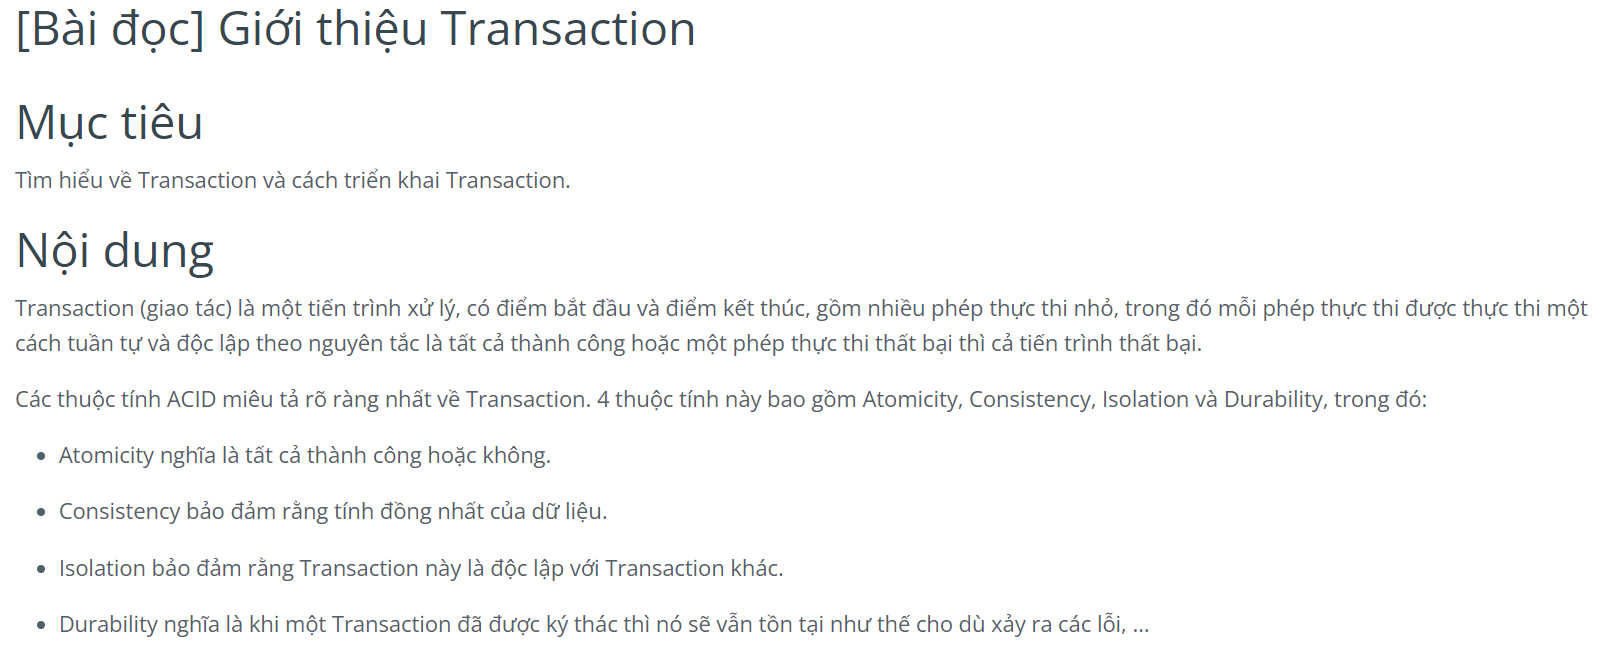 [Bài đọc] Giới thiệu Transaction
Mục tiêu
Tìm hiểu về Transaction và cách triển khai Transaction.
Nội dung
Transaction (giao tác) là một tiến trình xử lý, có điểm bắt đầu và điểm kết thúc, gồm nhiều phép thực thi nhỏ, trong đó mỗi phép thực thi được thực thi một
cách tuần tự và độc lập theo nguyên tắc là tất cả thành công hoặc một phép thực thi thất bại thì cả tiến trình thất bại.
Các thuộc tính ACID miêu tả rõ ràng nhất về Transaction. 4 thuộc tính này bao gồm Atomicity, Consistency, Isolation và Durability, trong đó:
• Atomicity nghĩa là tất cả thành công hoặc không.
• Consistency bảo đảm rằng tính đồng nhất của dữ liệu.
• Isolation bảo đảm rằng Transaction này là độc lập với Transaction khác.
• Durability nghĩa là khi một Transaction đã được ký thác thì nó sẽ vẫn tồn tại như thế cho dù xảy ra các lỗi, ...